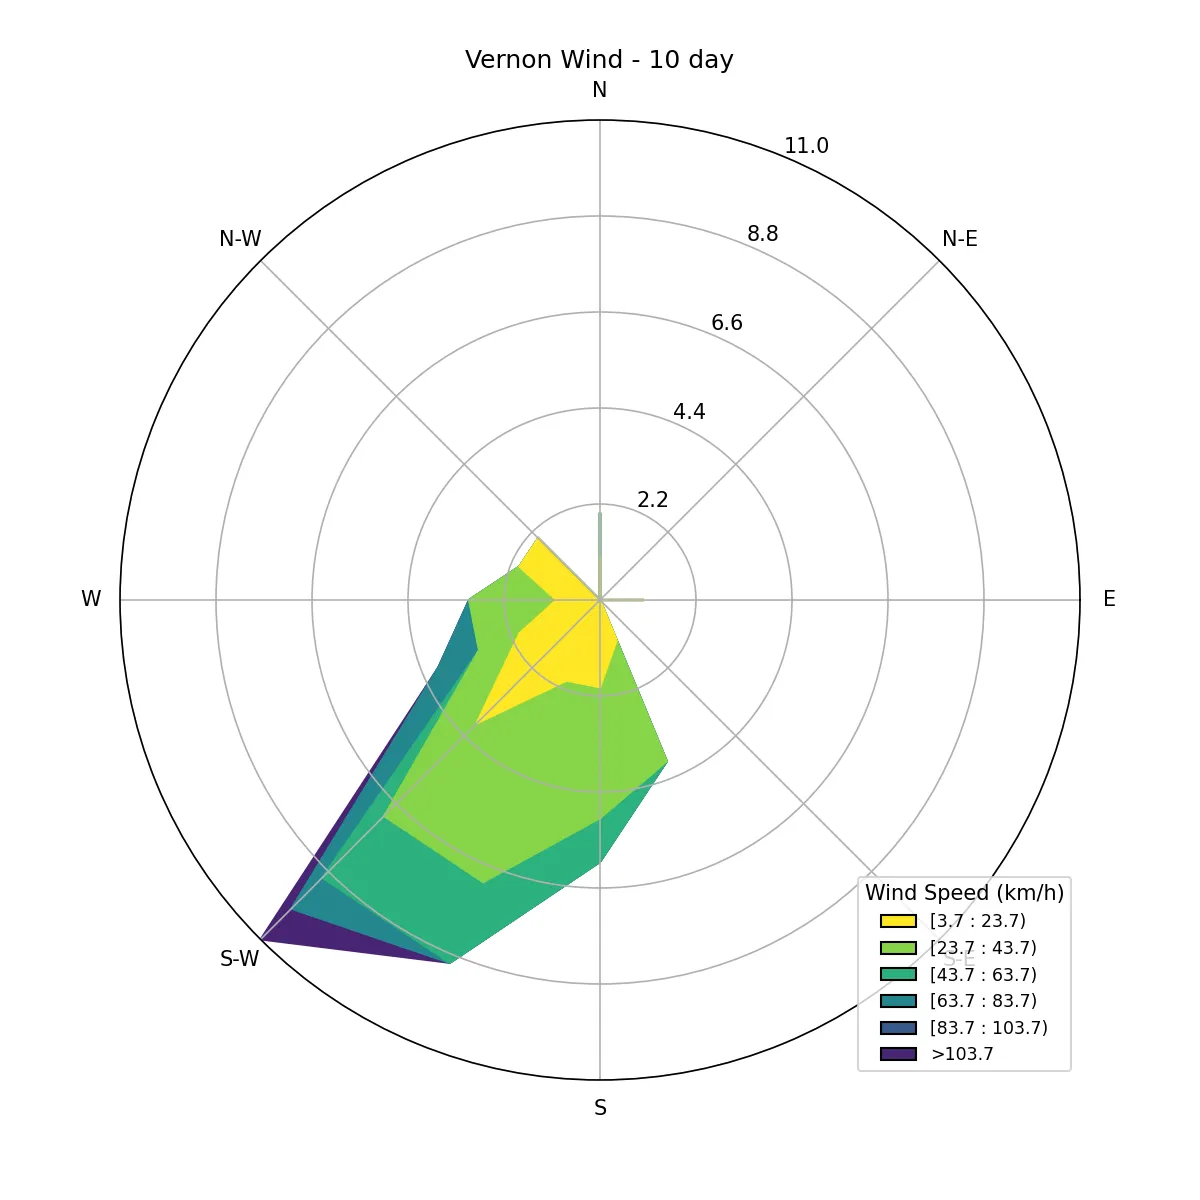 Vernon Wind - 10 day
N
11.0
N-W
8.8
N-E
6.6
4.4
2.2
W
E
Wind Speed (km/h)
[3.7 : 23.7)
[23.7 : 43.7)
S-W
S-E
[43.7 : 63.7)
[63.7 : 83.7)
[83.7 : 103.7)
>103.7
S